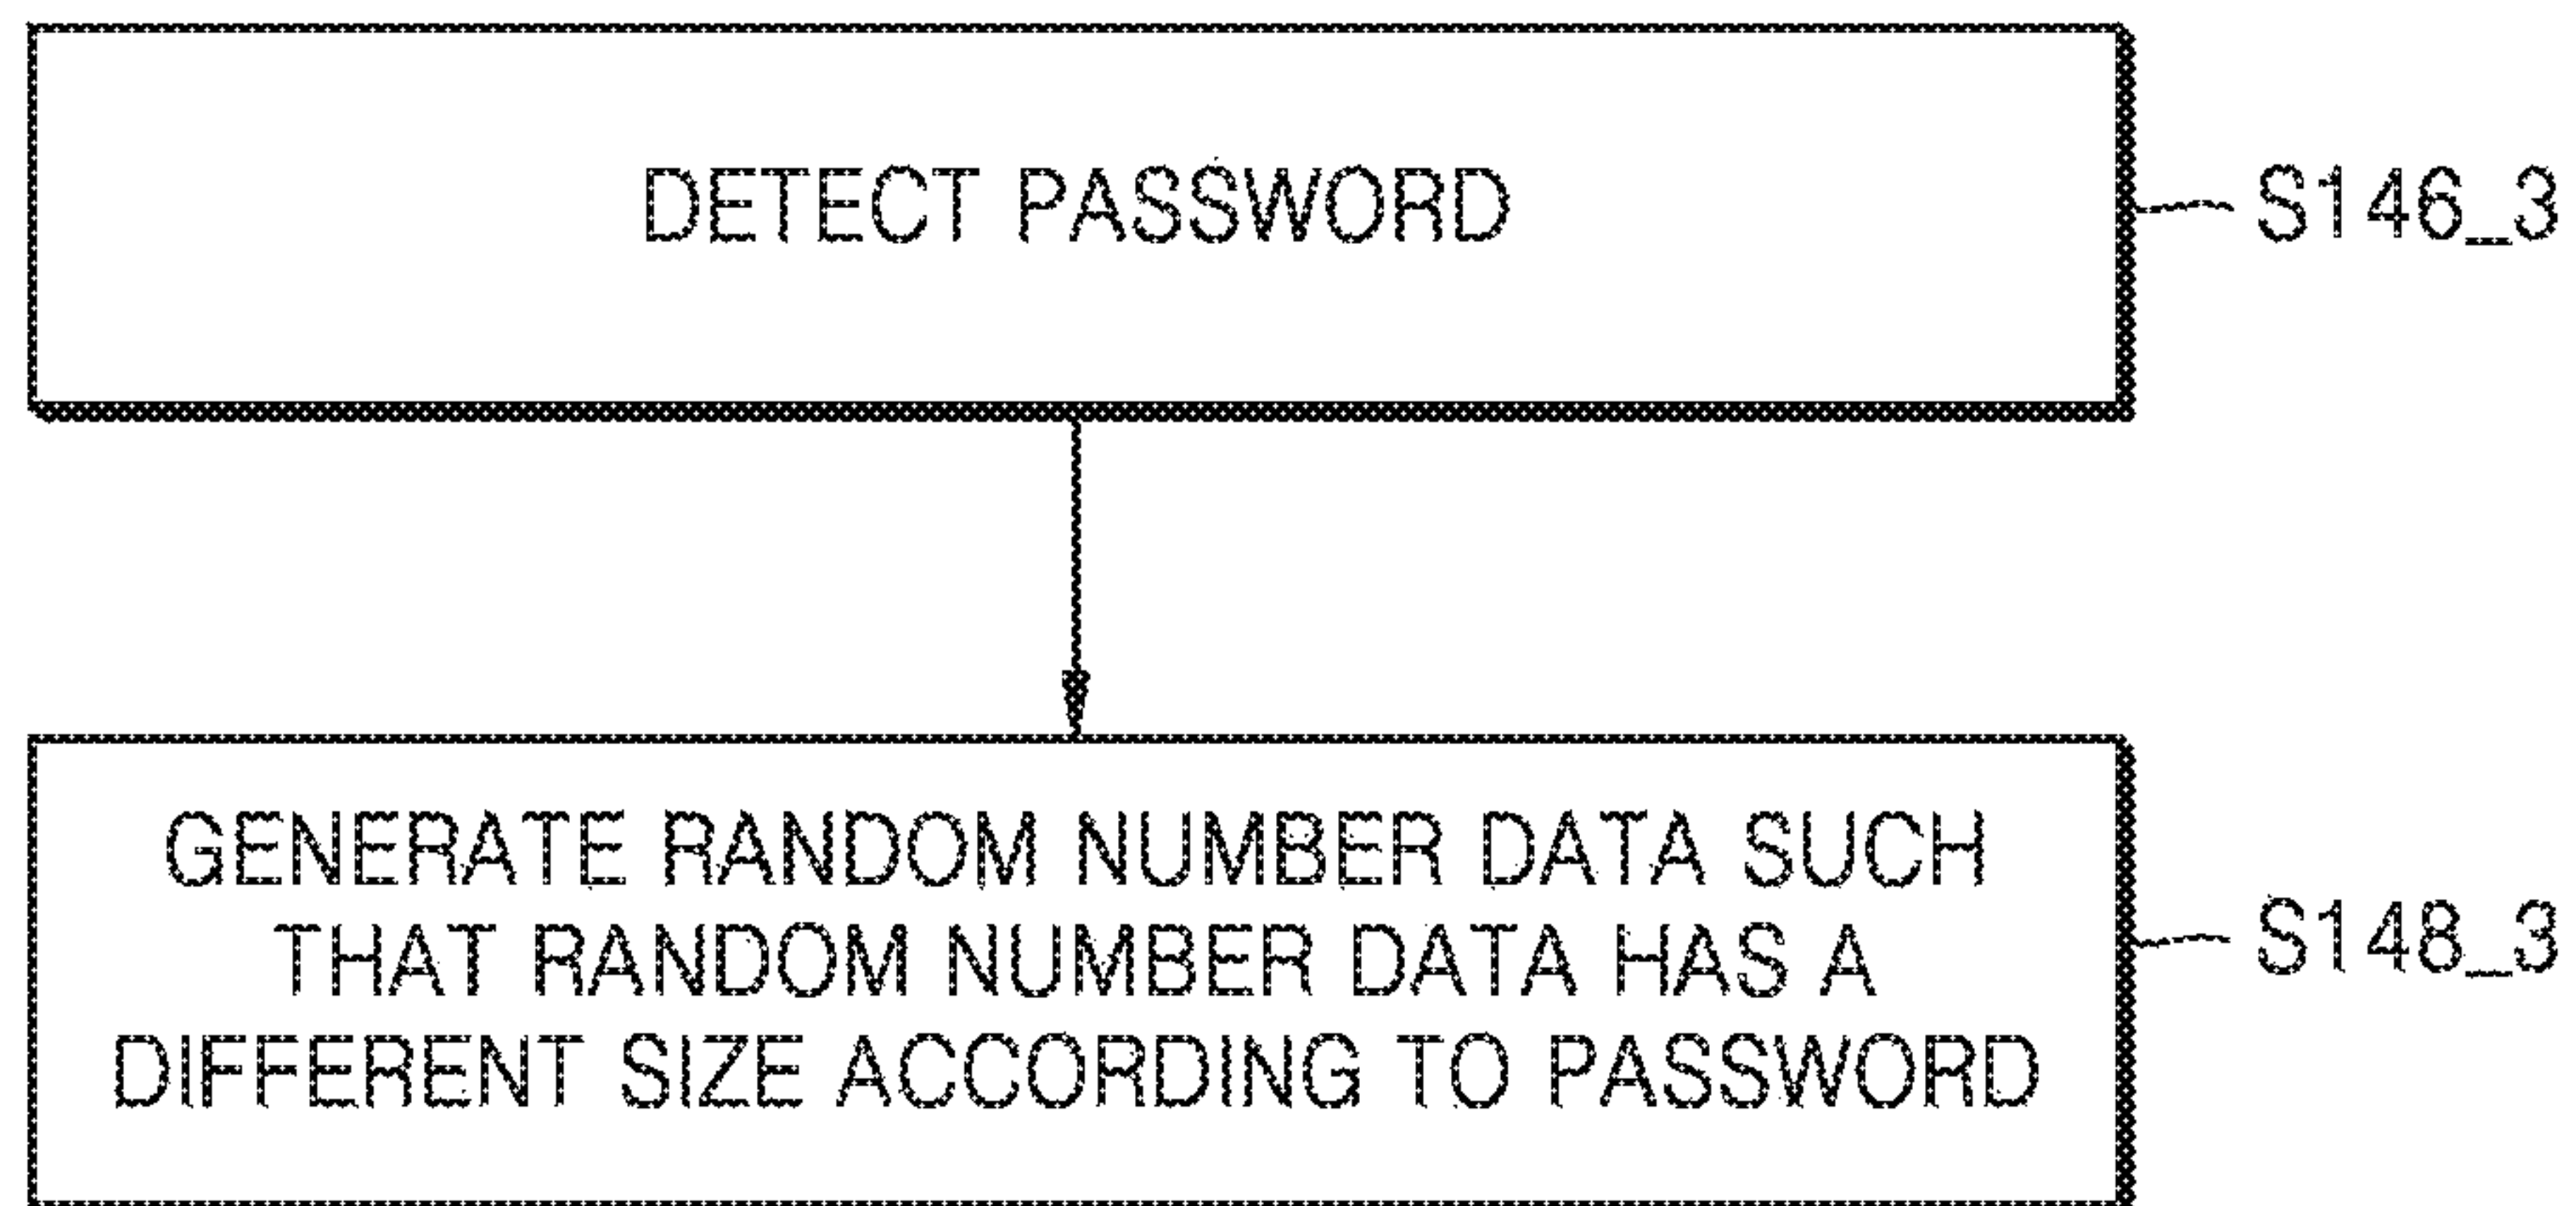 DETECT PASSWORD
S146_3
GENERATE RANDOM NUMBER DATA SUCH
THAT RANDOM NUMBER DATA HAS A
DIFFERENT SIZE ACCORDING TO PASSWORD
S148_3